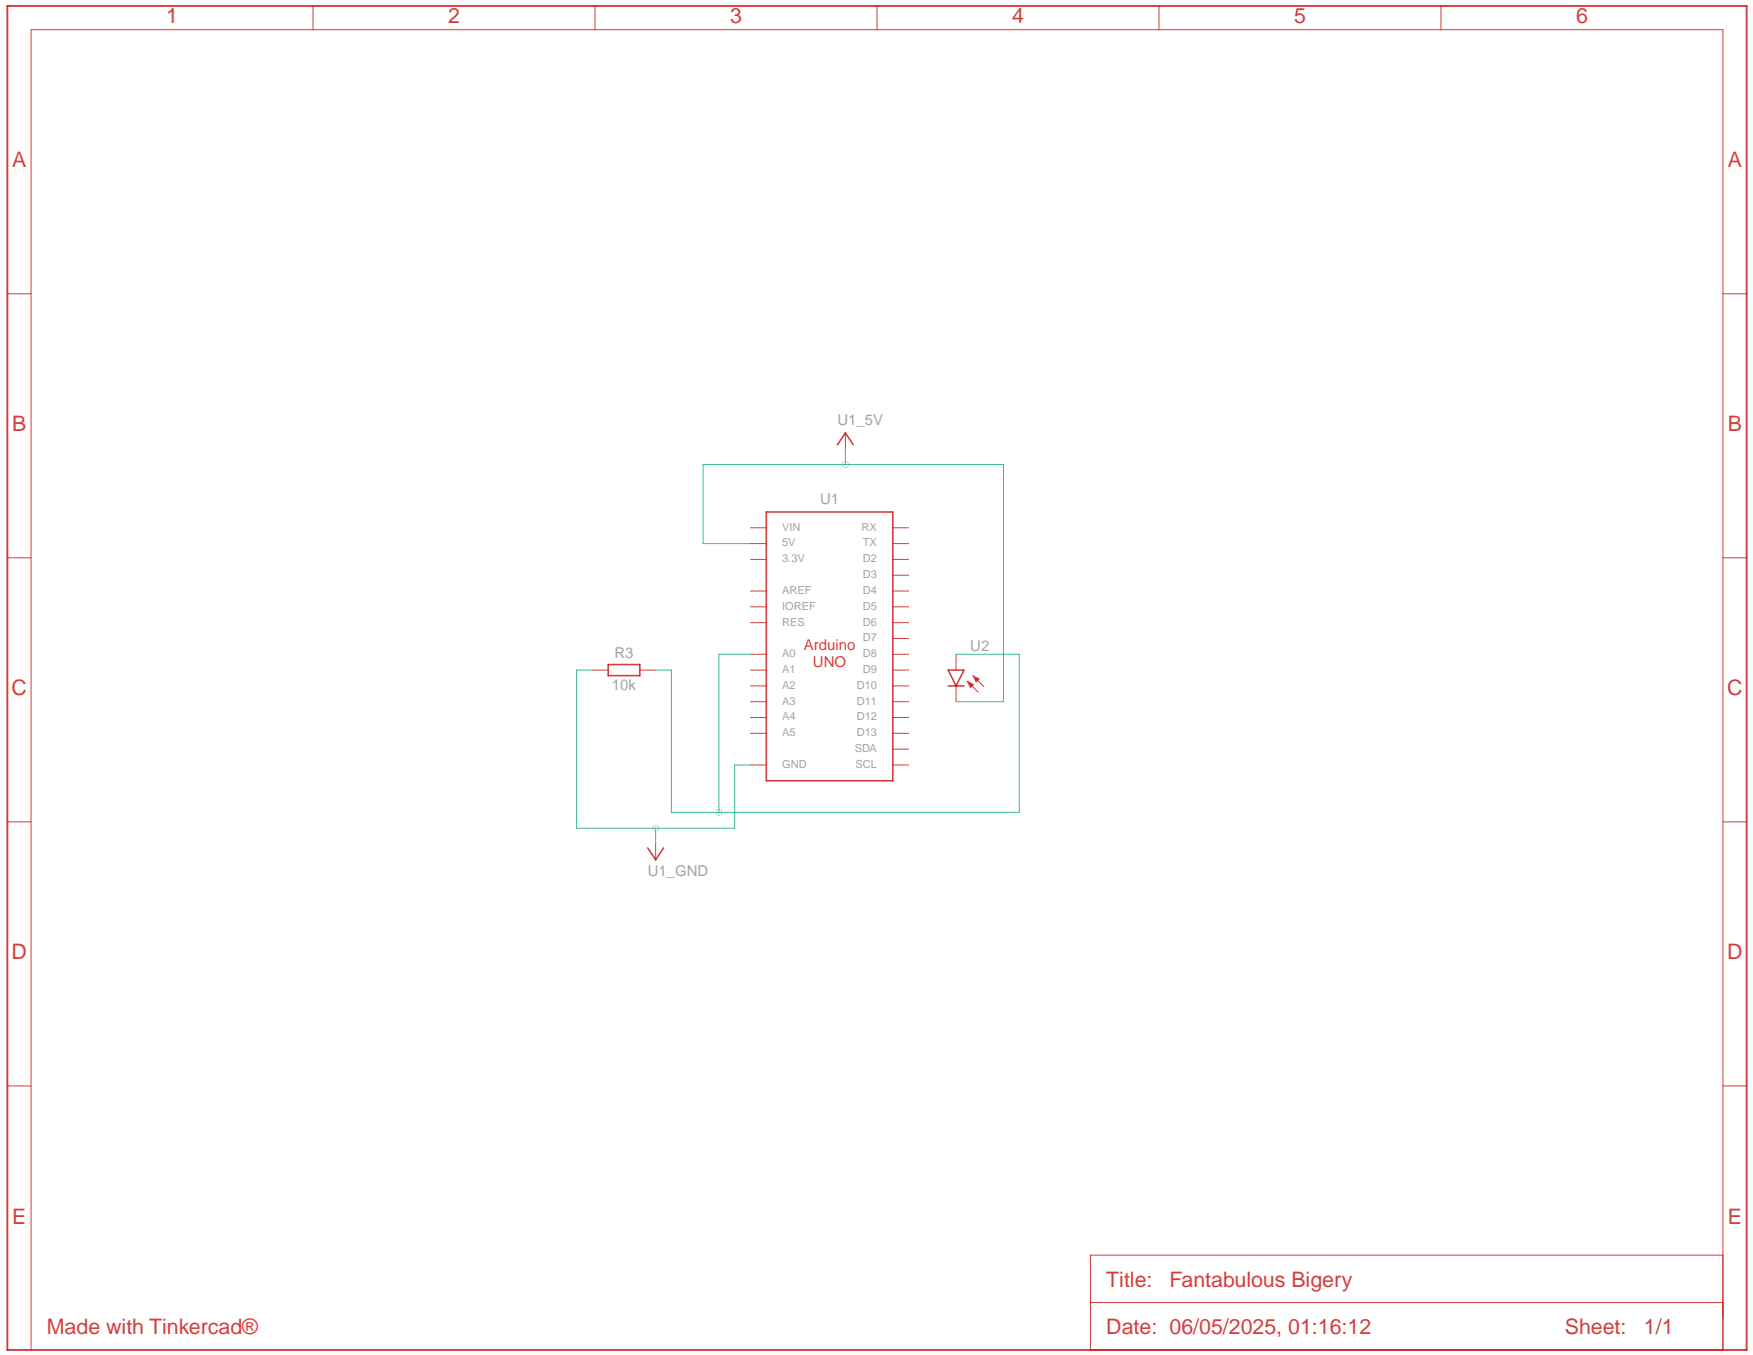 1 2 3 4 5 6
A A
B B
C C
D D
E E
U1_5V
U1
VIN RX
5V TX
3.3V D2
D3
AREF D4
IOREF D5
RES D6
D7
A0 D8
A1 D9
A2 D10
A3 D11
A4 D12
A5 D13
SDA
GND SCL
Arduino
UNO
U2
R3
10k
U1_GND
Title: Fantabulous Bigery
Date: 06/05/2025, 01:16:12 Sheet: 1/1
Made with Tinkercad®